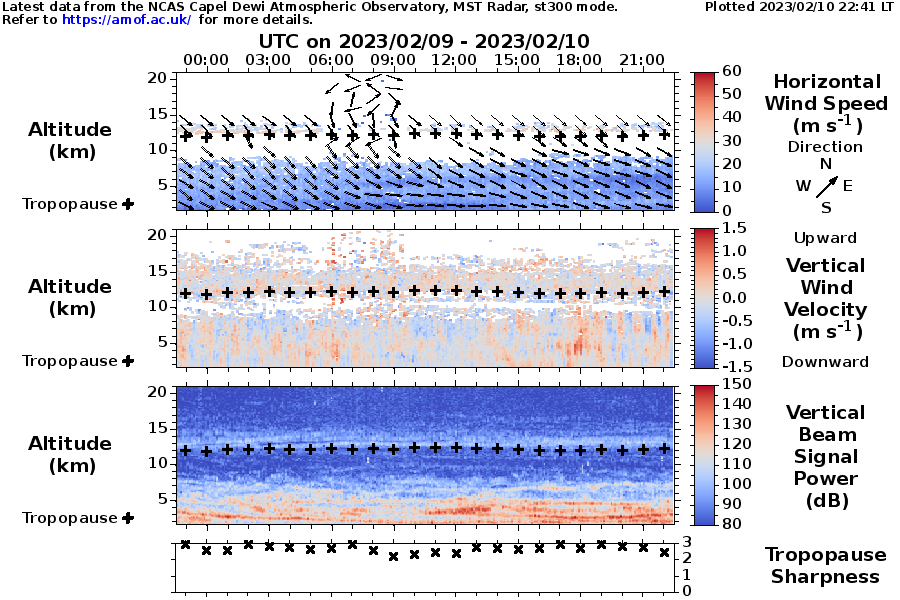 Latest data from the NCAS Capel Dewi Atmospheric Observatory, MST Radar, st300 mode.
Plotted 2023/02/10 22:41 LT
Refer to https://amof.ac.uk/ for more details.
UTC on 2023/02/09 - 2023/02/10
00:00 03:00 06:00 09:00 12:00 15:00 18:00 21:00
Altitude
(km)
Tropopause
20
15
10
5
60
50
40
30
20
10
0
Horizontal
Wind Speed
(m s-1)
Direction
N
W E
S
Altitude
(km)
Tropopause
20
15
10
5
1.5
1.0
0.5
0.0
-0.5
-1.0
-1.5
Upward
Vertical
Wind
Velocity
(m s-1)
Downward
Altitude
(km)
Tropopause
20
15
10
5
150
140
130
120
110
100
90
80
Vertical
Beam
Signal
Power
(dB)
3
2
1
0
Tropopause
Sharpness